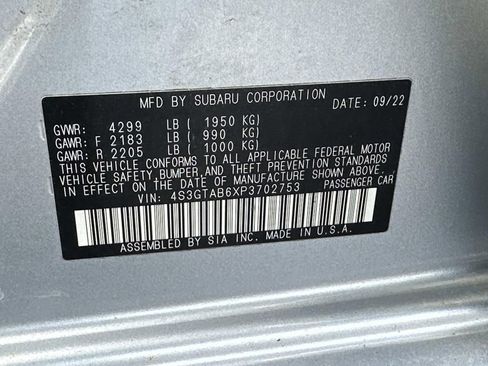 MFD BY SUBARU CORPORATION DATE: 09/22
GVWR: 4299 LB ( 1950 KG)
GAWR: F 2183 LB ( 990 KG)
GAWR: R 2205 LB ( 1000 KG)
THIS VEHICLE CONFORMS TO ALL APPLICABLE FEDERAL MOTOR
VEHICLE SAFETY, BUMPER, AND THEFT PREVENTION STANDARDS
IN EFFECT ON THE DATE OF MANUFACTURE SHOWN ABOVE.
VIN: 4S3GTAB6XP3702753 PASSENGER CAR
ASSEMBLED BY SIA INC. MADE IN U.S.A.